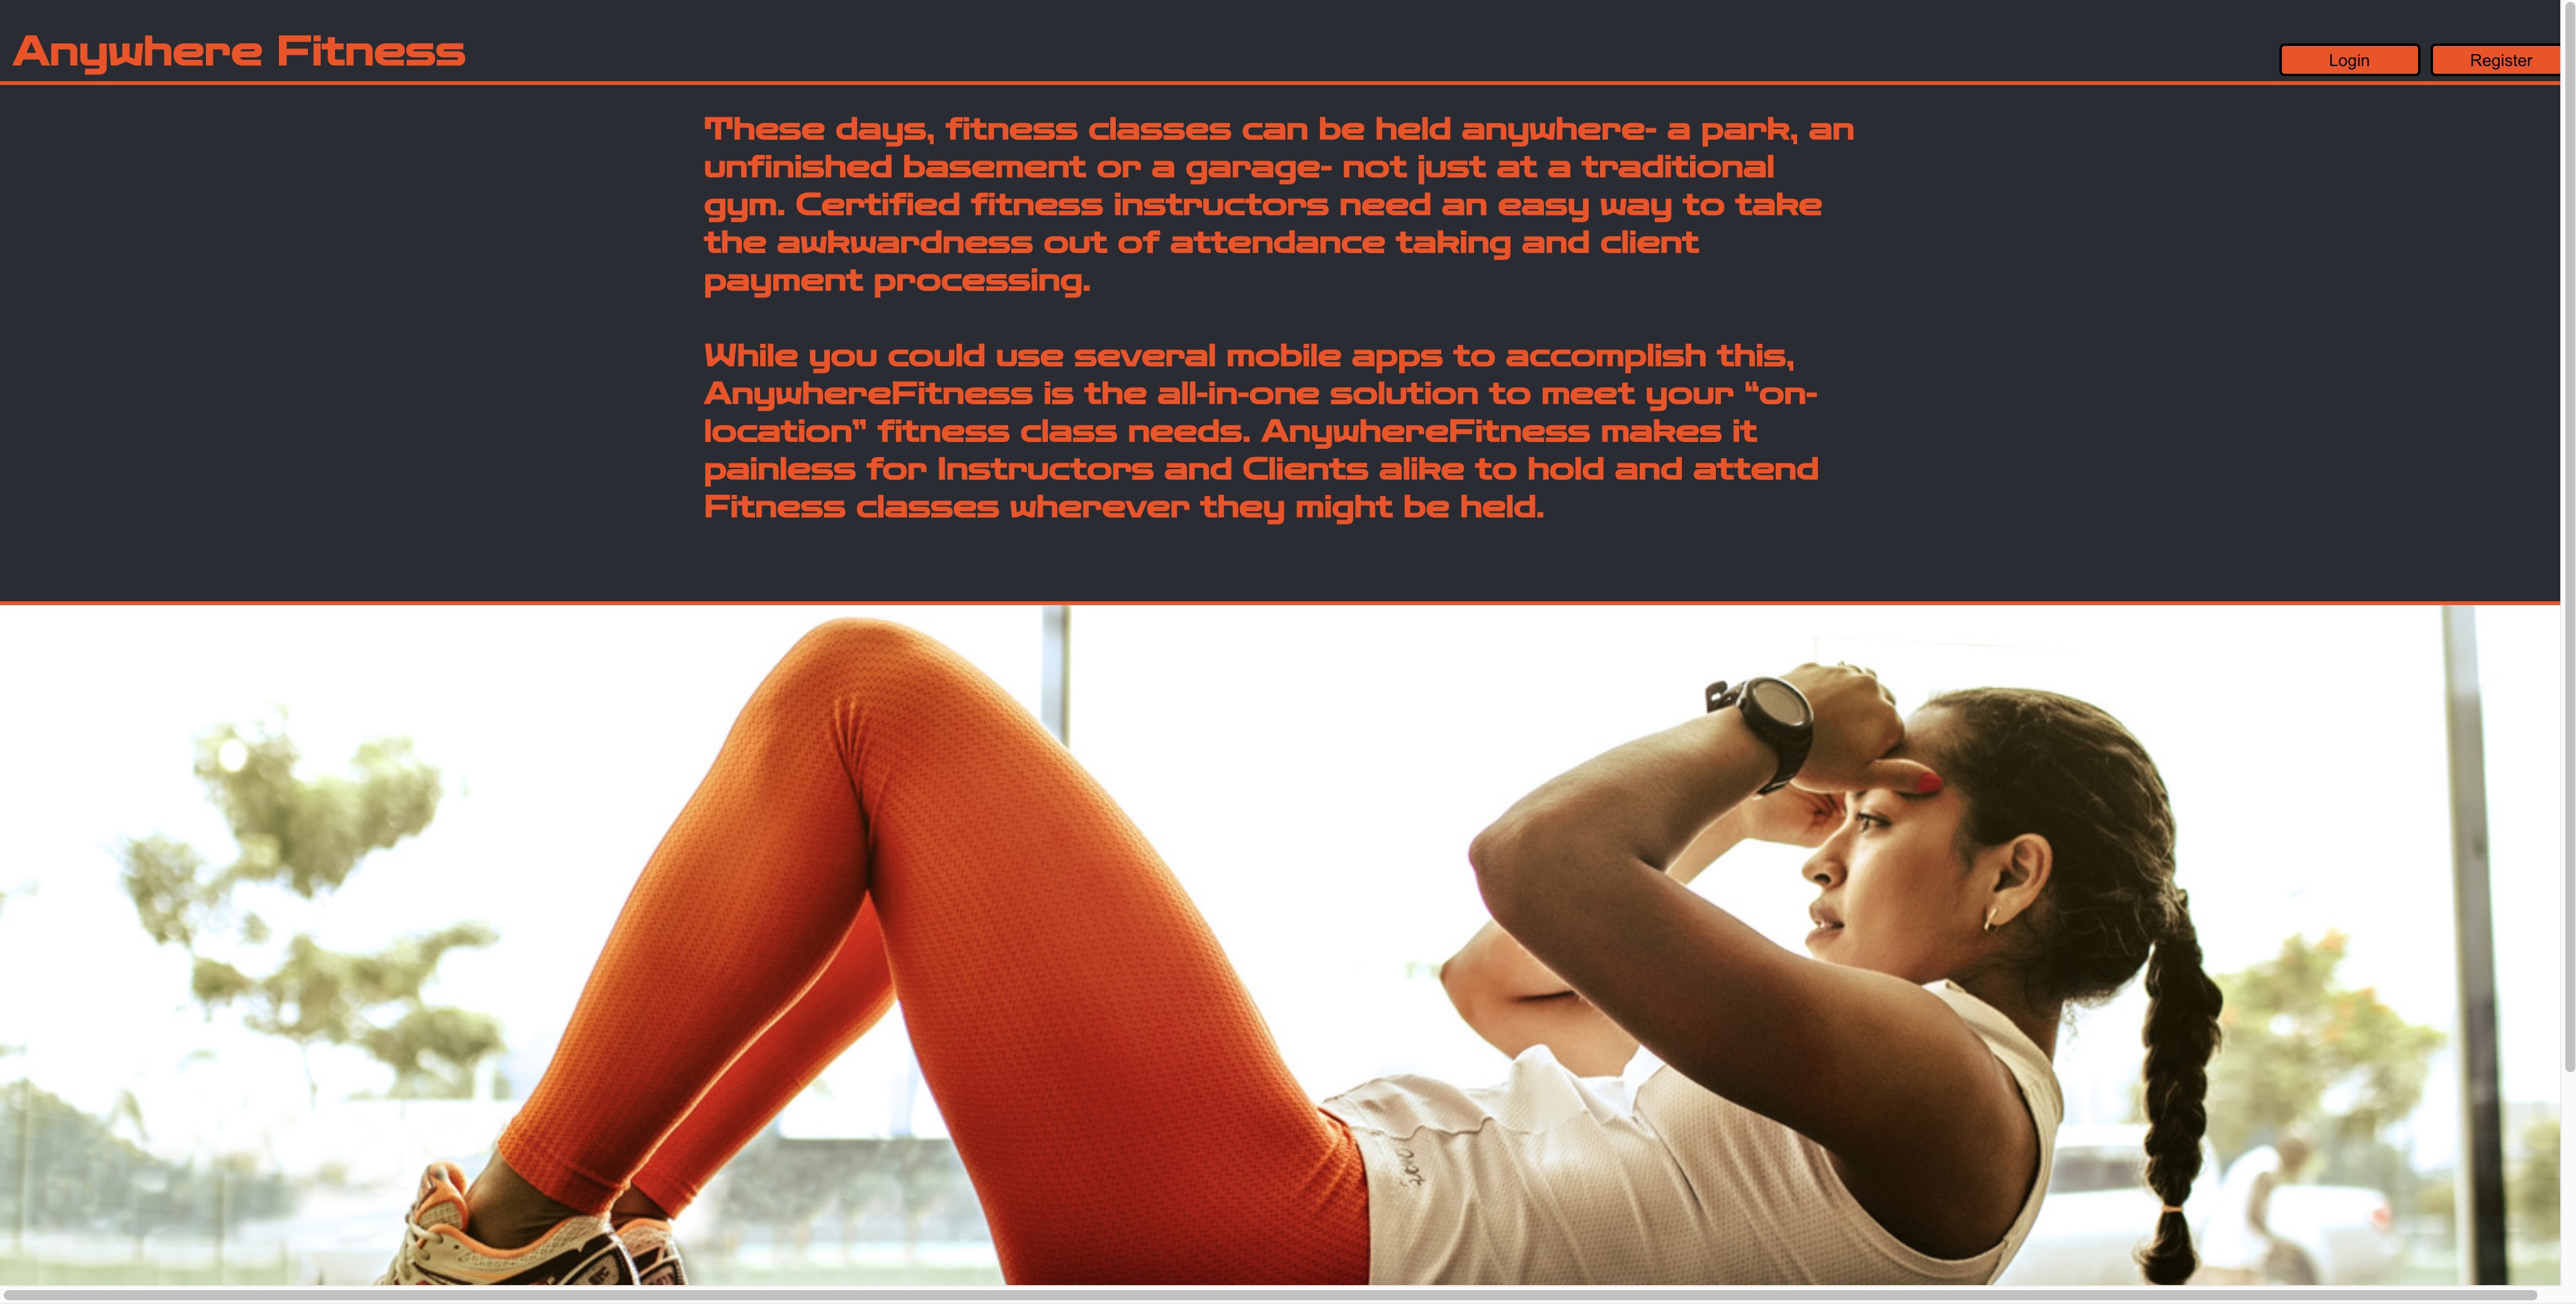 Anywhere Fitness
Login
Register
These days, fitness classes can be held anywhere- a park, an
unfinished basement or a garage- not just at a traditional
gym. Certified fitness instructors need an easy way to take
the awkwardness out of attendance taking and client
payment processing.
While you could use several mobile apps to accomplish this,
AnywhereFitness is the all-in-one solution to meet your “on-
location” fitness class needs. AnywhereFitness makes it
painless for Instructors and Clients alike to hold and attend
Fitness classes wherever they might be held.